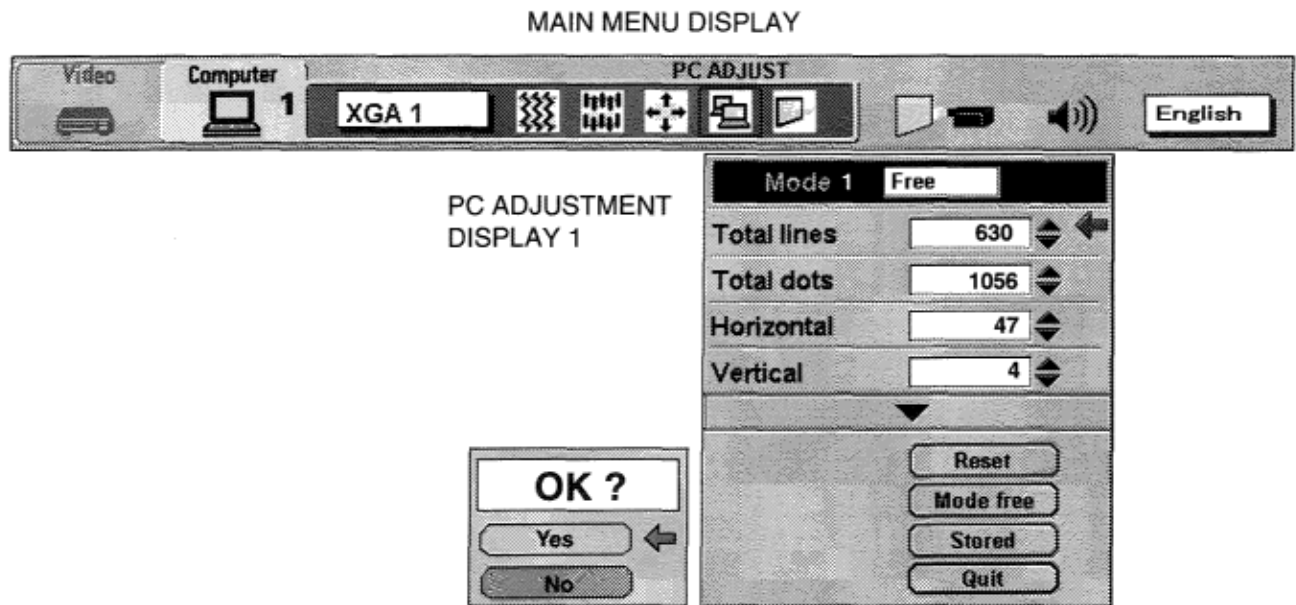 MAIN MENU DISPLAY
Video Computer 1 XGA 1 PC ADJUST English
PC ADJUSTMENT
DISPLAY 1
Mode 1 Free
Total lines 630
Total dots 1056
Horizontal 47
Vertical 4
Reset
Mode free
Stored
Quit
OK ?
Yes
No